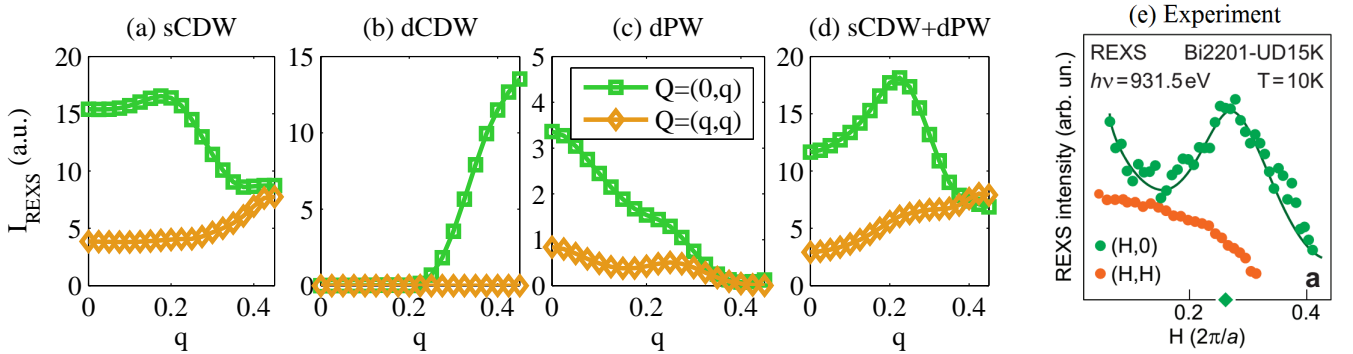 (a) sCDW
(b) dCDW
(c) dPW
(d) sCDW+dPW
(e) Experiment
I_REXS (a.u.)
20
15
10
5
0
0 0.2 0.4
q
15
10
5
0
0 0.2 0.4
q
5
4
3
2
1
0
Q=(0,q)
Q=(q,q)
0 0.2 0.4
q
20
15
10
5
0
0 0.2 0.4
q
REXS intensity (arb. un.)
REXS Bi2201-UD15K
hν=931.5eV T=10K
(H,0)
(H,H)
a
0.2 0.4
H (2π/a)